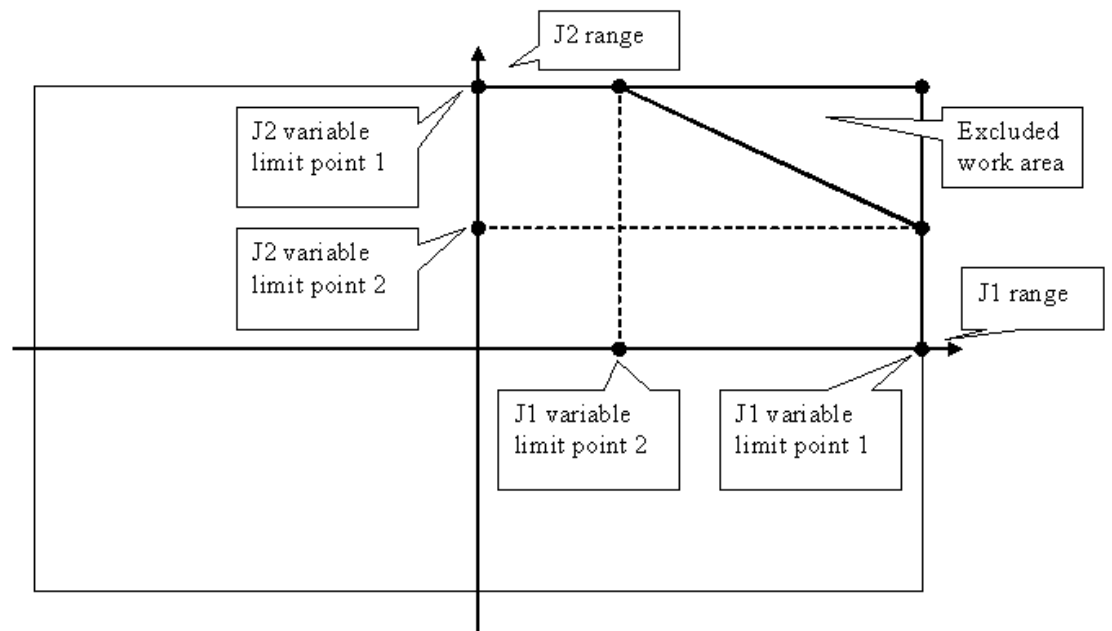 J2 range
J2 variable
limit point 1
Excluded
work area
J2 variable
limit point 2
J1 range
J1 variable
limit point 2
J1 variable
limit point 1